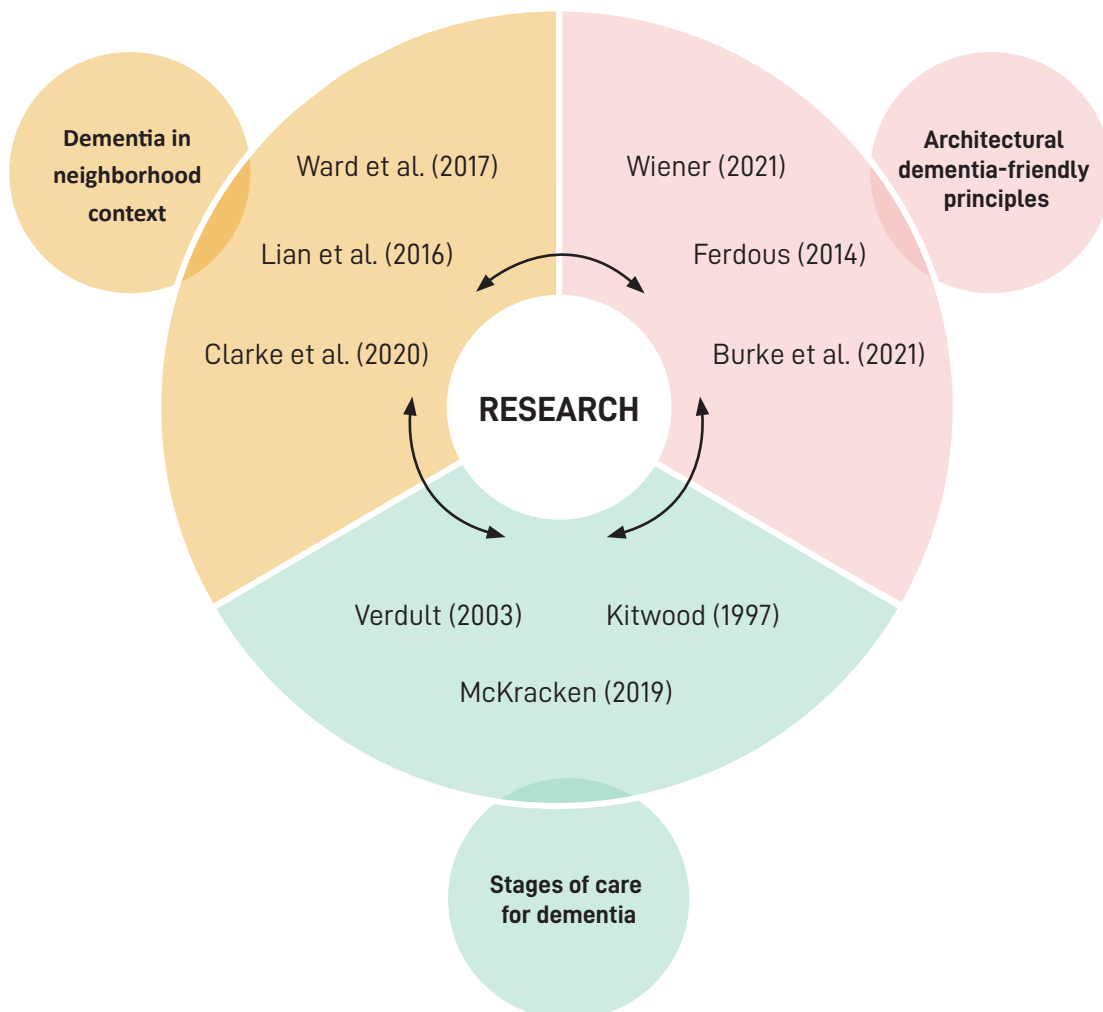 Dementia in
neighborhood
context
Ward et al. (2017)
Lian et al. (2016)
Clarke et al. (2020)
Wiener (2021)
Ferdous (2014)
Burke et al. (2021)
Architectural
dementia-friendly
principles
RESEARCH
Verdult (2003)
Kitwood (1997)
McKracken (2019)
Stages of care
for dementia